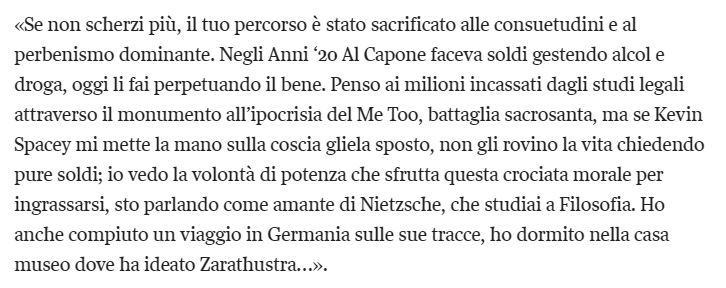 «Se non scherzi più, il tuo percorso è stato sacrificato alle consuetudini e al
perbenismo dominante. Negli Anni ‘20 Al Capone faceva soldi gestendo alcol e
droga, oggi li fai perpetuando il bene. Penso ai milioni incassati dagli studi legali
attraverso il monumento all’ipocrisia del Me Too, battaglia sacrosanta, ma se Kevin
Spacey mi mette la mano sulla coscia gliela sposto, non gli rovino la vita chiedendo
pure soldi; io vedo la volontà di potenza che sfrutta questa crociata morale per
ingrassarsi, sto parlando come amante di Nietzsche, che studiai a Filosofia. Ho
anche compiuto un viaggio in Germania sulle sue tracce, ho dormito nella casa
museo dove ha ideato Zarathustra…».